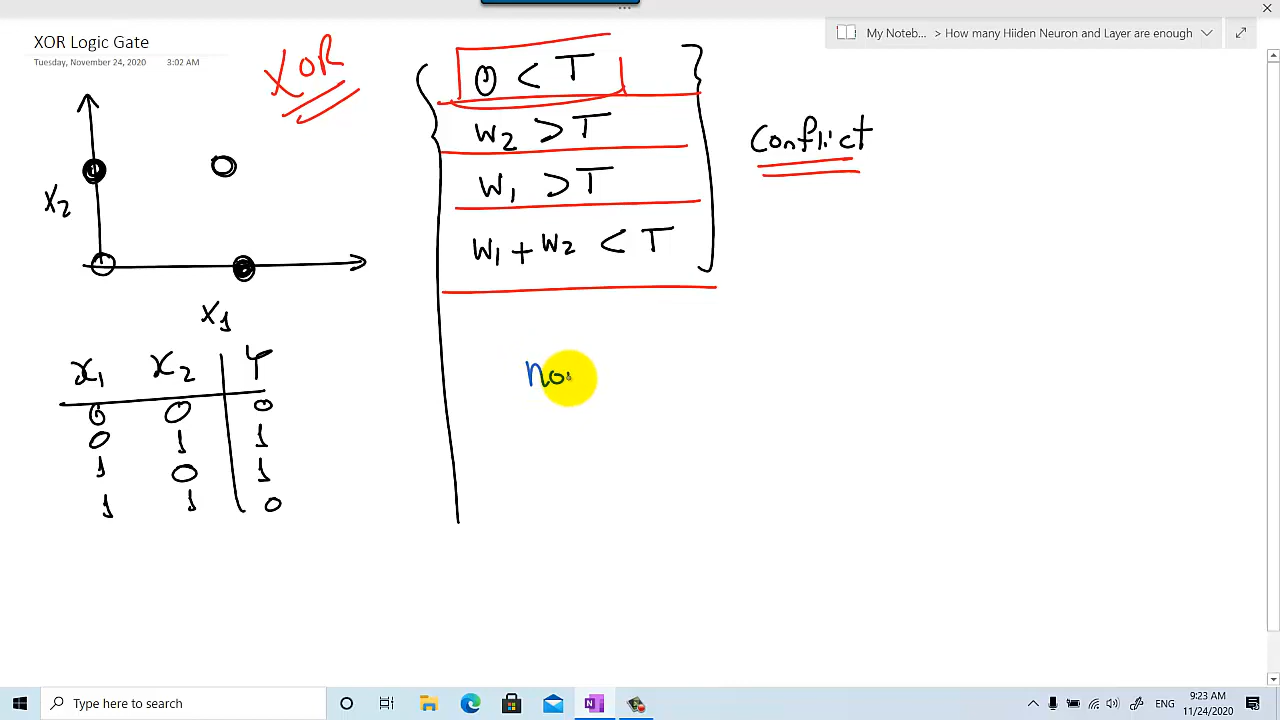 XOR Logic Gate
Tuesday, November 24, 2020 3:02 AM
My Noteb... > How many Hiiden Neuron and Layer are enough
XOR
X2
X1
x1 x2 Y
0 0 0
0 1 1
1 0 1
1 1 0
0 < T
w2 > T
w1 > T
w1 + w2 < T
Conflict
No
Type here to search
ENG
9:23 AM
11/24/2020